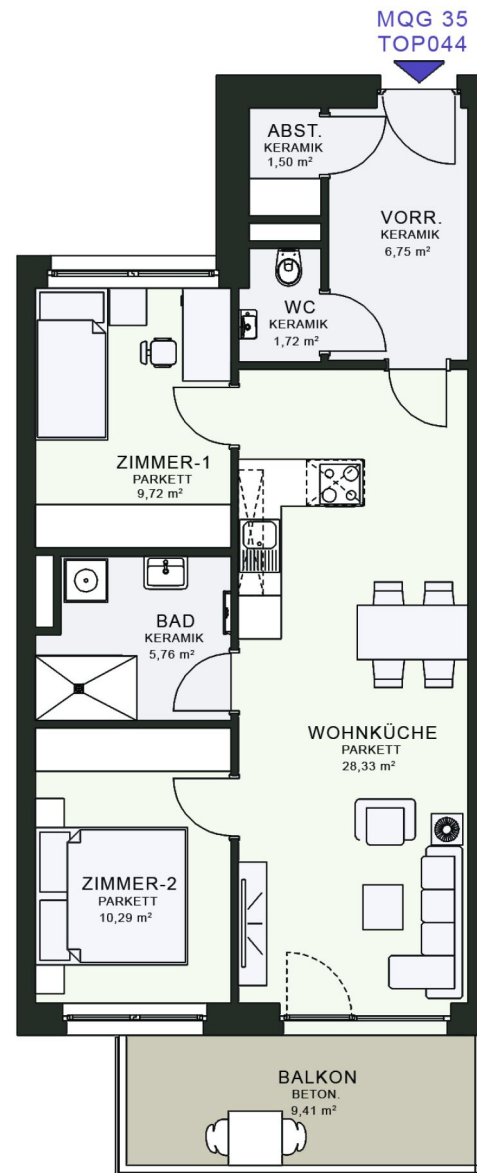 MQG 35
TOP044
ABST.
KERAMIK
1,50 m²
VORR.
KERAMIK
6,75 m²
WC
KERAMIK
1,72 m²
ZIMMER-1
PARKETT
9,72 m²
BAD
KERAMIK
5,76 m²
WOHNKÜCHE
PARKETT
28,33 m²
ZIMMER-2
PARKETT
10,29 m²
BALKON
BETON.
9,41 m²